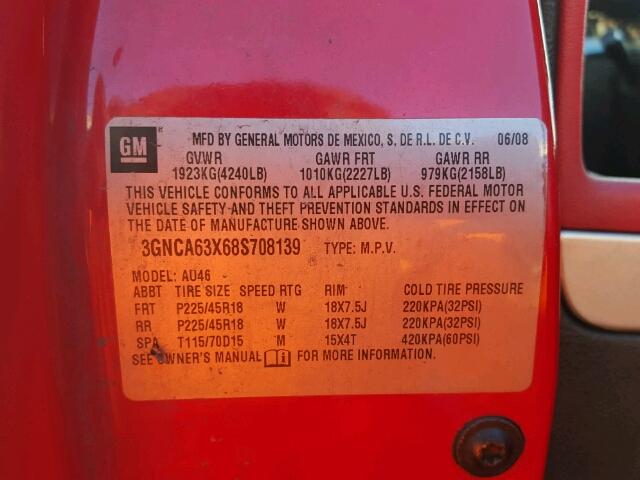 GM
MFD BY GENERAL MOTORS DE MEXICO, S. DE R.L. DE C.V. 06/08
GVWR GAWR FRT GAWR RR
1923KG(4240LB) 1010KG(2227LB) 979KG(2158LB)
THIS VEHICLE CONFORMS TO ALL APPLICABLE U.S. FEDERAL MOTOR
VEHICLE SAFETY AND THEFT PREVENTION STANDARDS IN EFFECT ON
THE DATE OF MANUFACTURE SHOWN ABOVE.
3GNCA63X68S708139 TYPE: M.P.V.
MODEL: AU46
ABBT TIRE SIZE SPEED RTG RIM COLD TIRE PRESSURE
FRT P225/45R18 W 18X7.5J 220KPA(32PSI)
RR P225/45R18 W 18X7.5J 220KPA(32PSI)
SPA T115/70D15 M 15X4T 420KPA(60PSI)
SEE OWNER'S MANUAL FOR MORE INFORMATION.